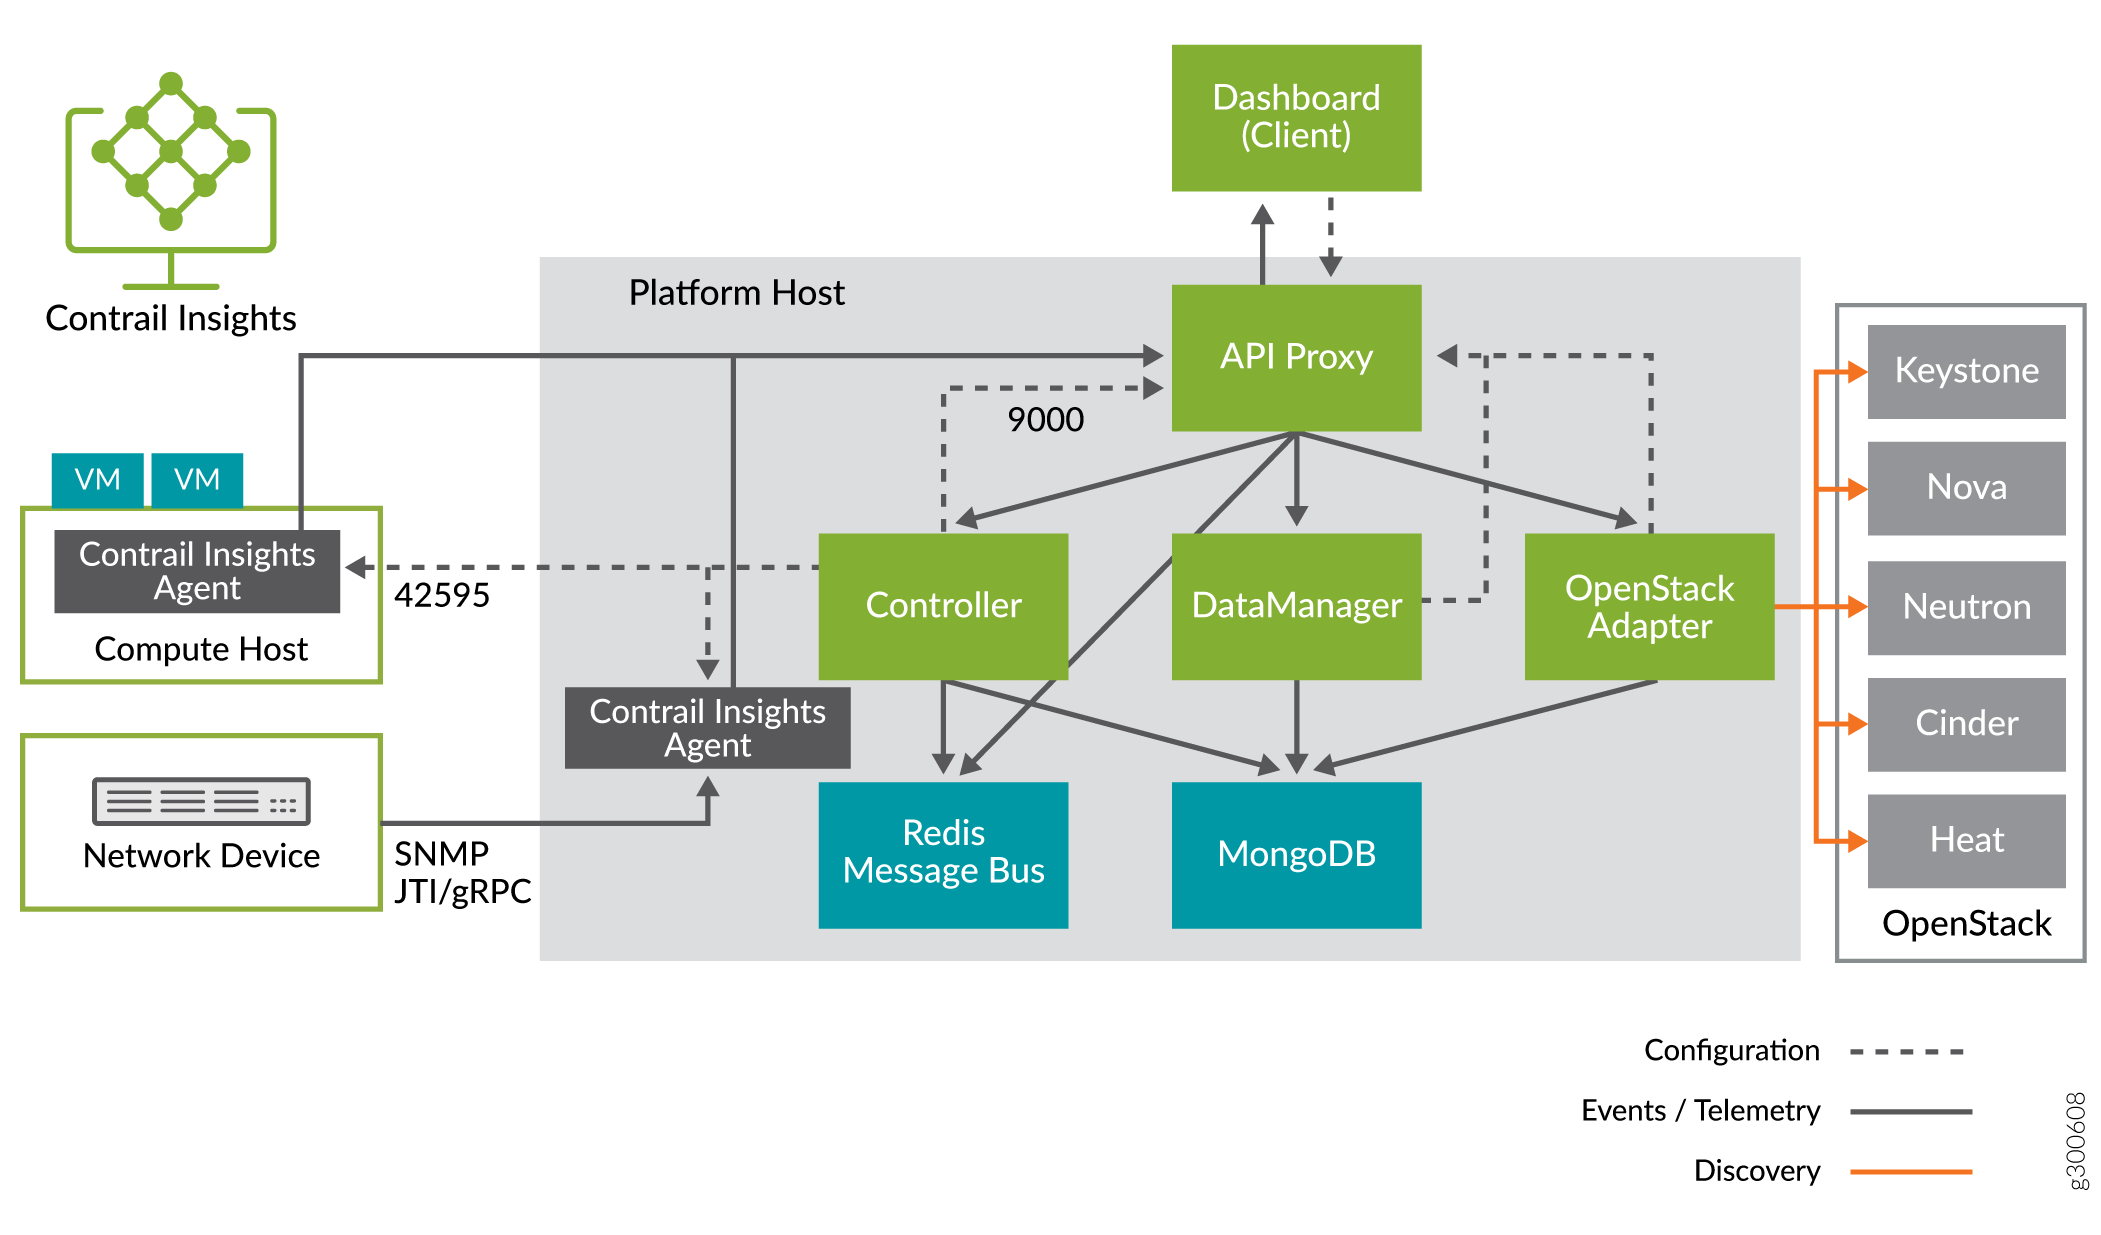 Dashboard
(Client)
Contrail Insights
Platform Host
API Proxy
9000
VM
VM
Contrail Insights
Agent
42595
Compute Host
Controller
DataManager
OpenStack
Adapter
Contrail Insights
Agent
Network Device
SNMP
JTI/gRPC
Redis
Message Bus
MongoDB
Keystone
Nova
Neutron
Cinder
Heat
OpenStack
Configuration
Events / Telemetry
Discovery
g300608